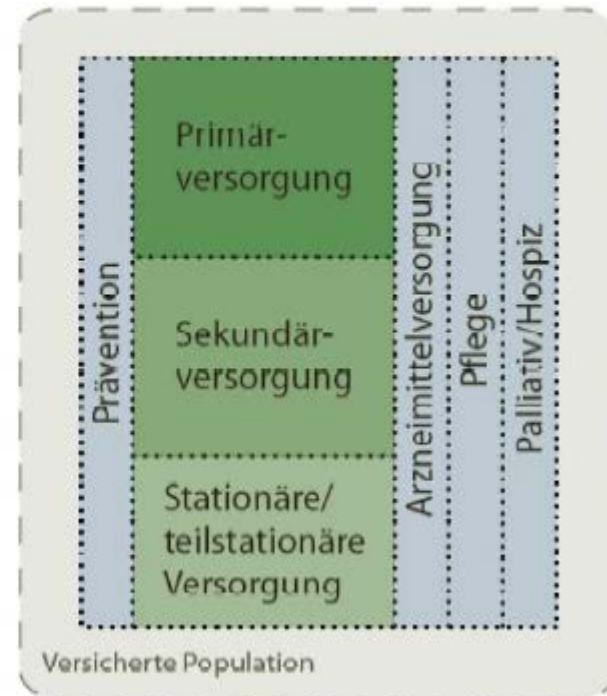 Prävention
Primär-
versorgung
Sekundär-
versorgung
Stationäre/
teilstationäre
Versorgung
Arzneimittelversorgung
Pflege
Palliativ/Hospiz
Versicherte Population